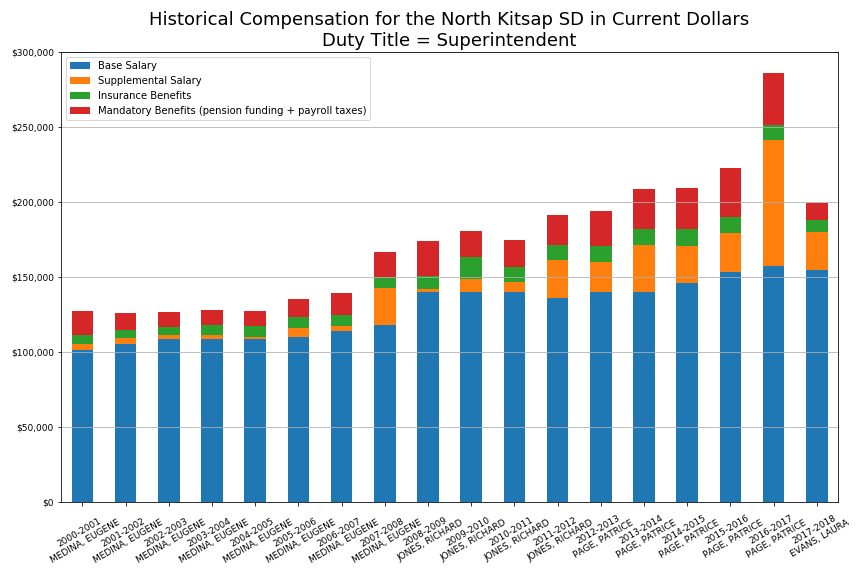 Historical Compensation for the North Kitsap SD in Current Dollars
Duty Title = Superintendent
$300,000
$250,000
$200,000
$150,000
$100,000
$50,000
$0
Base Salary
Supplemental Salary
Insurance Benefits
Mandatory Benefits (pension funding + payroll taxes)
2000-2001
MEDINA, EUGENE
2001-2002
MEDINA, EUGENE
2002-2003
MEDINA, EUGENE
2003-2004
MEDINA, EUGENE
2004-2005
MEDINA, EUGENE
2005-2006
MEDINA, EUGENE
2006-2007
MEDINA, EUGENE
2007-2008
MEDINA, EUGENE
2008-2009
JONES, RICHARD
2009-2010
JONES, RICHARD
2010-2011
JONES, RICHARD
2011-2012
JONES, RICHARD
2012-2013
PAGE, PATRICE
2013-2014
PAGE, PATRICE
2014-2015
PAGE, PATRICE
2015-2016
PAGE, PATRICE
2016-2017
PAGE, PATRICE
2017-2018
EVANS, LAURA